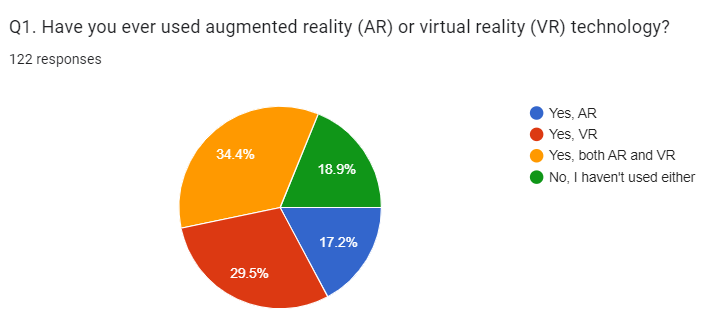 Q1. Have you ever used augmented reality (AR) or virtual reality (VR) technology?
122 responses
34.4%
18.9%
17.2%
29.5%
Yes, AR
Yes, VR
Yes, both AR and VR
No, I haven't used either